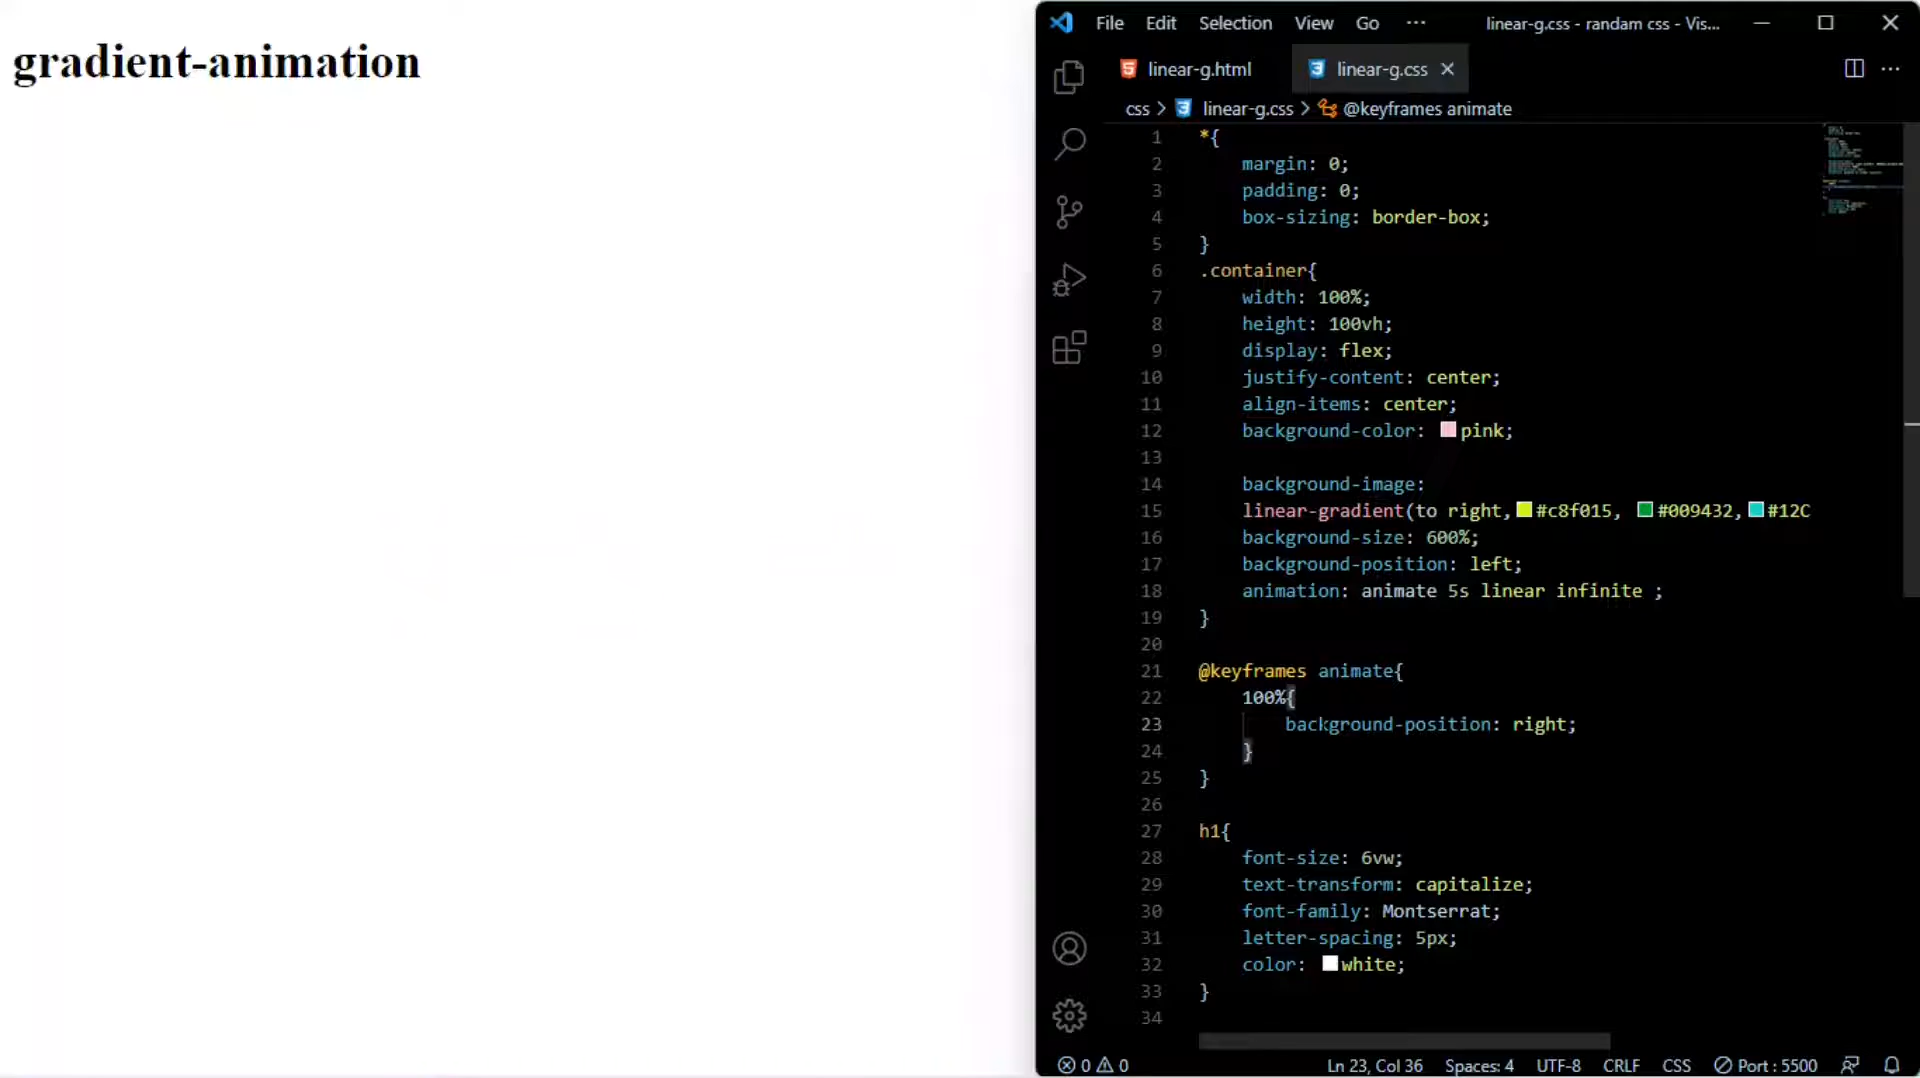 gradient-animation
File Edit Selection View Go ··· linear-g.css - randam css - Vis...
linear-g.html linear-g.css
css > linear-g.css > @keyframes animate
1 *{
2 margin: 0;
3 padding: 0;
4 box-sizing: border-box;
5 }
6 .container{
7 width: 100%;
8 height: 100vh;
9 display: flex;
10 justify-content: center;
11 align-items: center;
12 background-color: pink;
13
14 background-image:
15 linear-gradient(to right, #c8f015, #009432, #12C
16 background-size: 600%;
17 background-position: left;
18 animation: animate 5s linear infinite ;
19 }
20
21 @keyframes animate{
22 100%{
23 background-position: right;
24 }
25 }
26
27 h1{
28 font-size: 6vw;
29 text-transform: capitalize;
30 font-family: Montserrat;
31 letter-spacing: 5px;
32 color: white;
33 }
34
0 0 Ln 23, Col 36 Spaces: 4 UTF-8 CRLF CSS Port : 5500